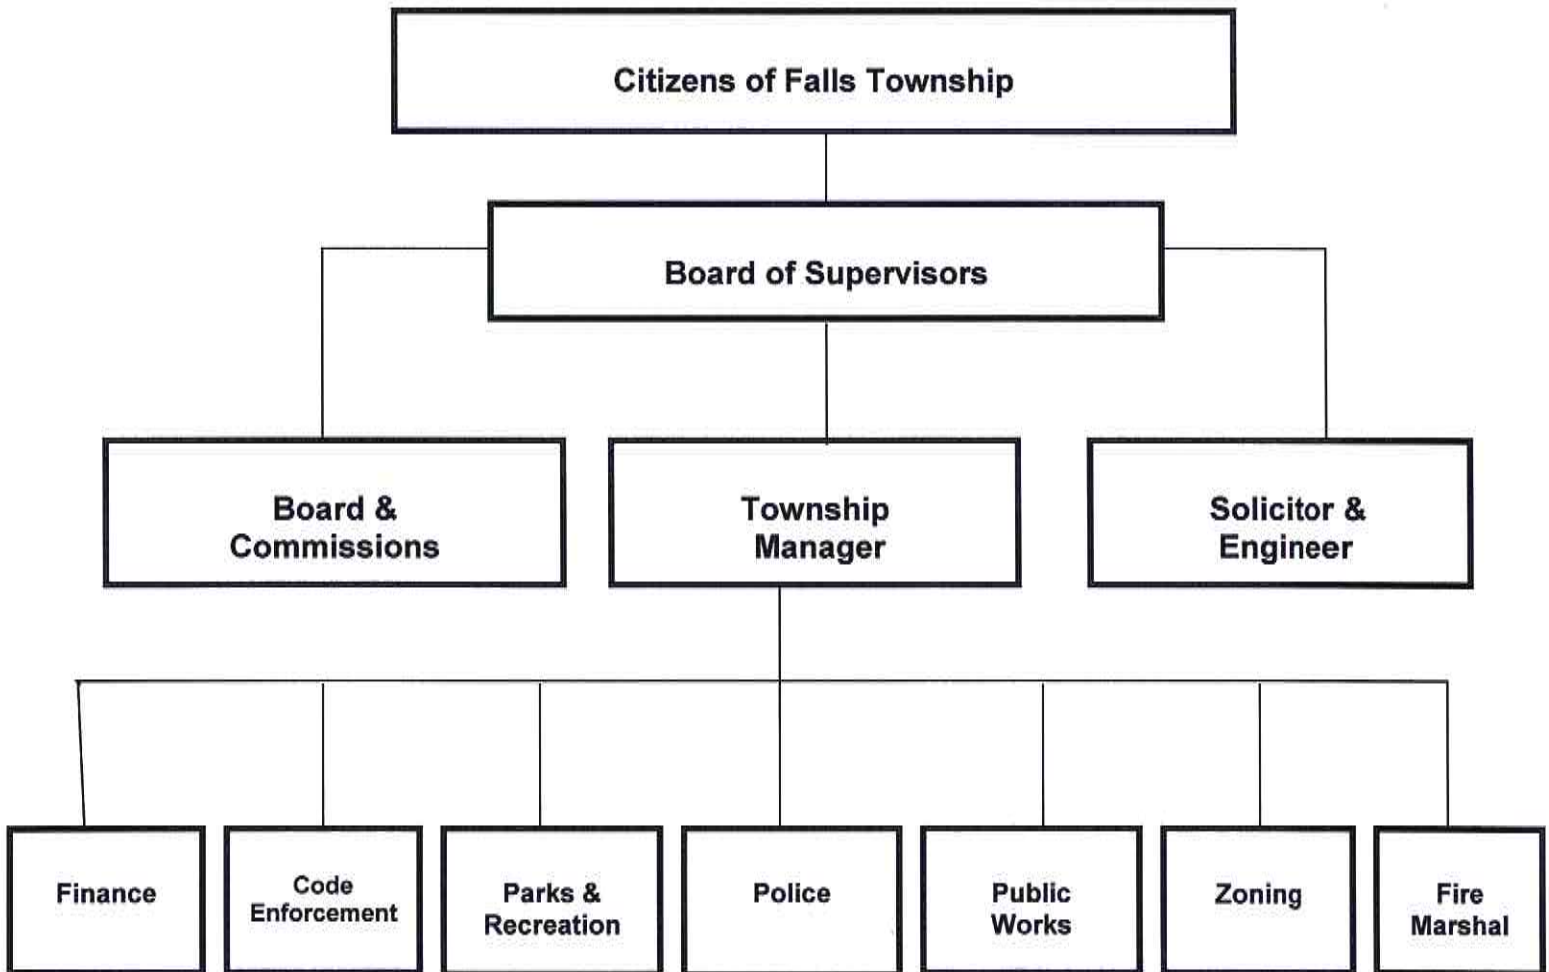 Citizens of Falls Township
Board of Supervisors
Board &
Commissions
Township
Manager
Solicitor &
Engineer
Finance
Code
Enforcement
Parks &
Recreation
Police
Public
Works
Zoning
Fire
Marshal